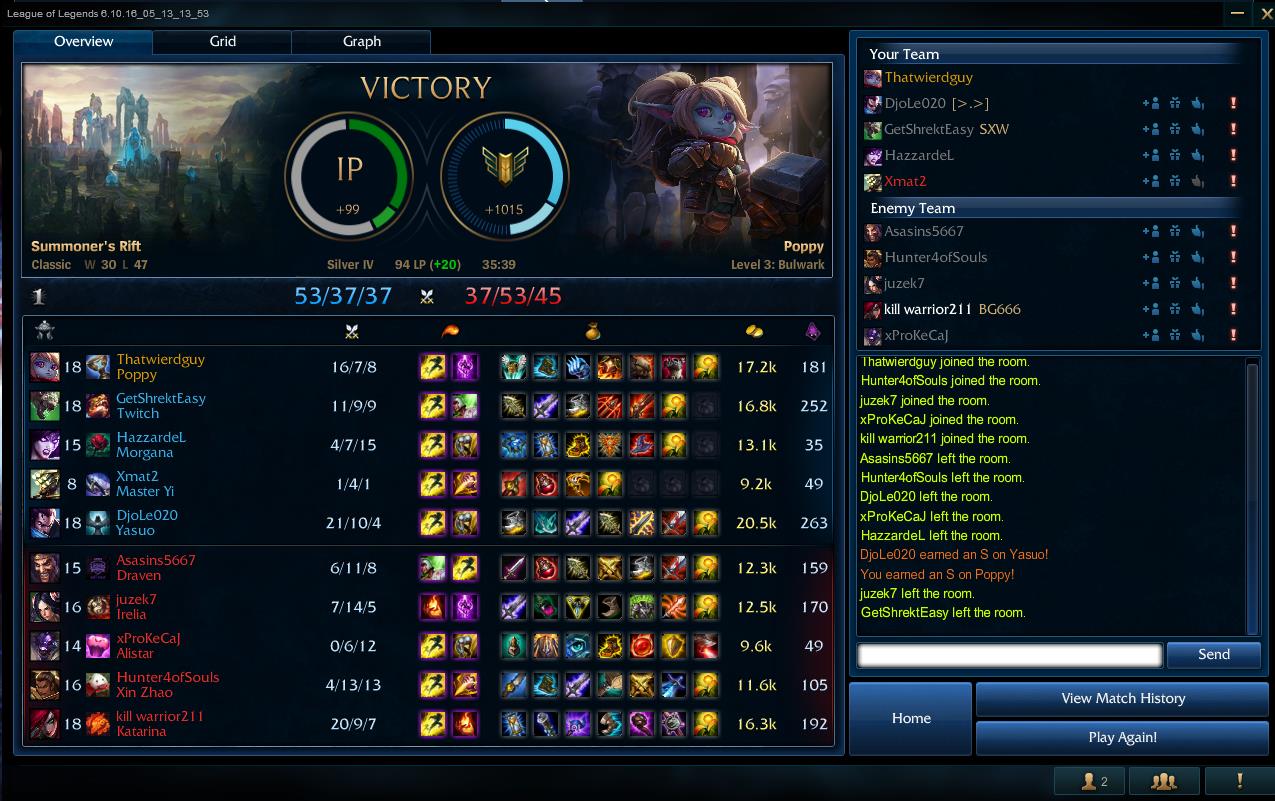 League of Legends 6.10.16_05_13_13_53
Overview Grid Graph
VICTORY
IP
+99
+1015
Summoner's Rift
Classic W 30 L 47
Silver IV 94 LP (+20) 35:39
Poppy
Level 3: Bulwark
1 53/37/37 37/53/45
18 Thatwierdguy
Poppy
16/7/8 17.2k 181
18 GetShrektEasy
Twitch
11/9/9 16.8k 252
15 HazzardeL
Morgana
4/7/15 13.1k 35
8 Xmat2
Master Yi
1/4/1 9.2k 49
18 DjoLe020
Yasuo
21/10/4 20.5k 263
15 Asasins5667
Draven
6/11/8 12.3k 159
16 juzek7
Irelia
7/14/5 12.5k 170
14 xProKeCaJ
Alistar
0/6/12 9.6k 49
16 Hunter4ofSouls
Xin Zhao
4/13/13 11.6k 105
18 kill warrior211
Katarina
20/9/7 16.3k 192
Your Team
Thatwierdguy
DjoLe020 [>.>]
GetShrektEasy SXW
HazzardeL
Xmat2
Enemy Team
Asasins5667
Hunter4ofSouls
juzek7
kill warrior211 BG666
xProKeCaJ
Thatwierdguy joined the room.
Hunter4ofSouls joined the room.
juzek7 joined the room.
xProKeCaJ joined the room.
kill warrior211 joined the room.
Asasins5667 left the room.
Hunter4ofSouls left the room.
DjoLe020 left the room.
xProKeCaJ left the room.
HazzardeL left the room.
DjoLe020 earned an S on Yasuo!
You earned an S on Poppy!
juzek7 left the room.
GetShrektEasy left the room.
Send
Home
View Match History
Play Again!
2